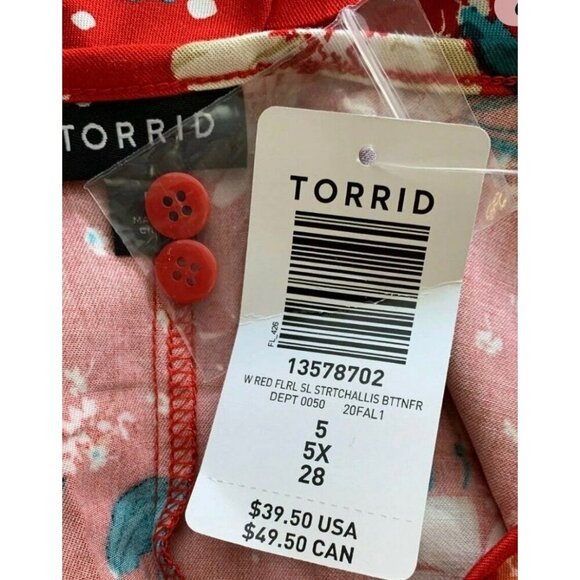 TORRID
MA
TORRID
FL_426
13578702
W RED FLRL SL STRTCHALLIS BTTNFR
DEPT 0050 20FAL1
5
5X
28
$39.50 USA
$49.50 CAN